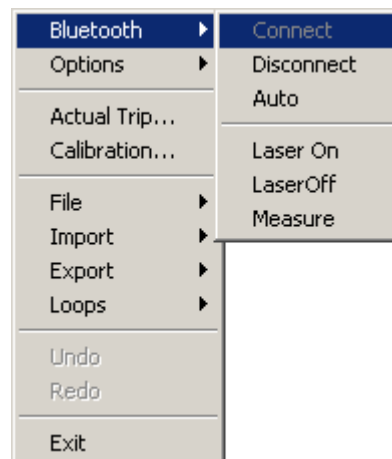 Bluetooth
Options
Actual Trip...
Calibration...
File
Import
Export
Loops
Undo
Redo
Exit
Connect
Disconnect
Auto
Laser On
LaserOff
Measure